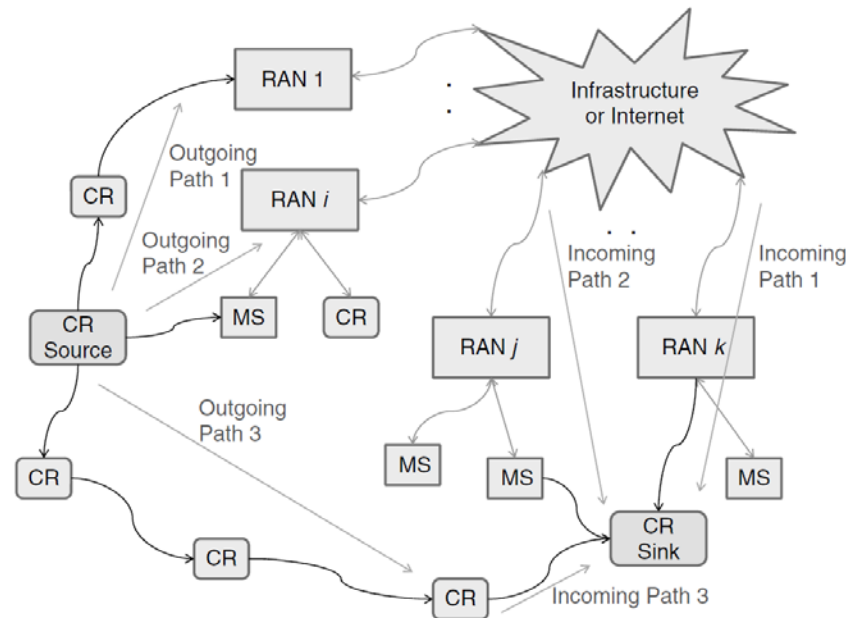 RAN 1
Infrastructure
or Internet
Outgoing
Path 1
CR
RAN i
Outgoing
Path 2
Incoming
Path 2
Incoming
Path 1
CR
Source
MS
CR
RAN j
RAN k
Outgoing
Path 3
CR
MS
MS
MS
CR
Sink
CR
CR
Incoming Path 3